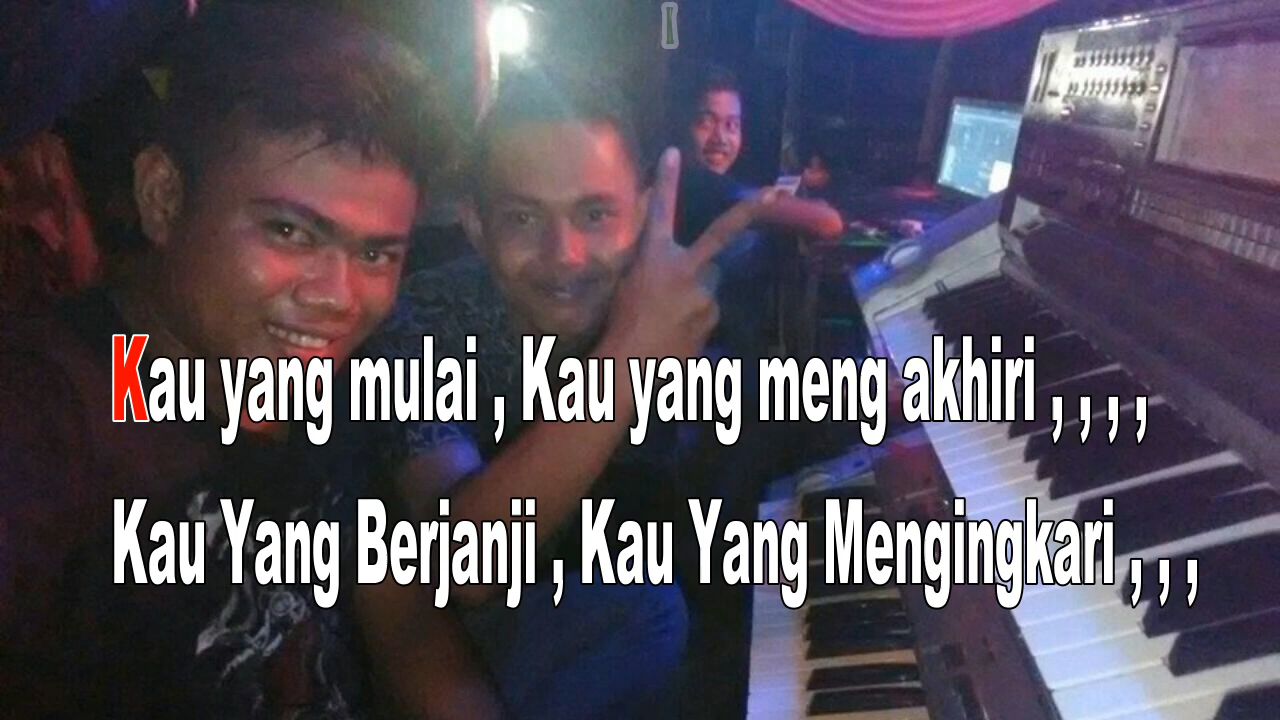 Kau yang mulai , Kau yang meng akhiri , , , ,
Kau Yang Berjanji , Kau Yang Mengingkari , , ,